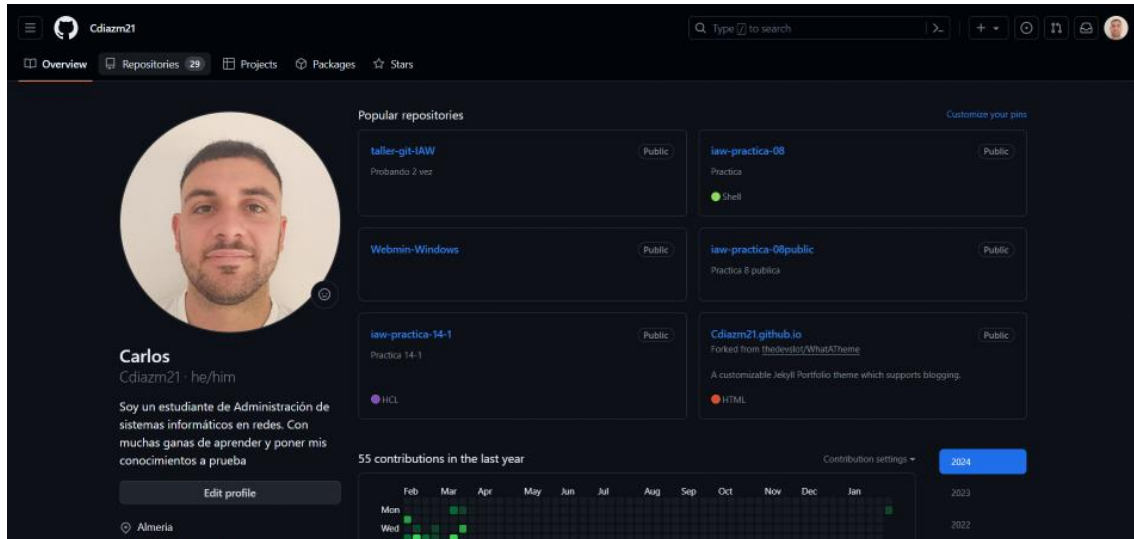 Cdiazm21
Type / to search
Overview Repositories 29 Projects Packages Stars
Popular repositories
Customize your pins
taller-git-IAW Public
Probando 2 vez
iaw-practica-08 Public
Practica
Shell
Webmin-Windows Public
iaw-practica-08public Public
Practica 8 publica
iaw-practica-14-1 Public
Practica 14-1
HCL
Cdiazm21.github.io Public
Forked from thedevslot/WhatATheme
A customizable Jekyll Portfolio theme which supports blogging.
HTML
Carlos
Cdiazm21 · he/him
Soy un estudiante de Administración de
sistemas informáticos en redes. Con
muchas ganas de aprender y poner mis
conocimientos a prueba
Edit profile
Almeria
55 contributions in the last year
Contribution settings
2024
2023
2022
Feb Mar Apr May Jun Jul Aug Sep Oct Nov Dec Jan
Mon
Wed